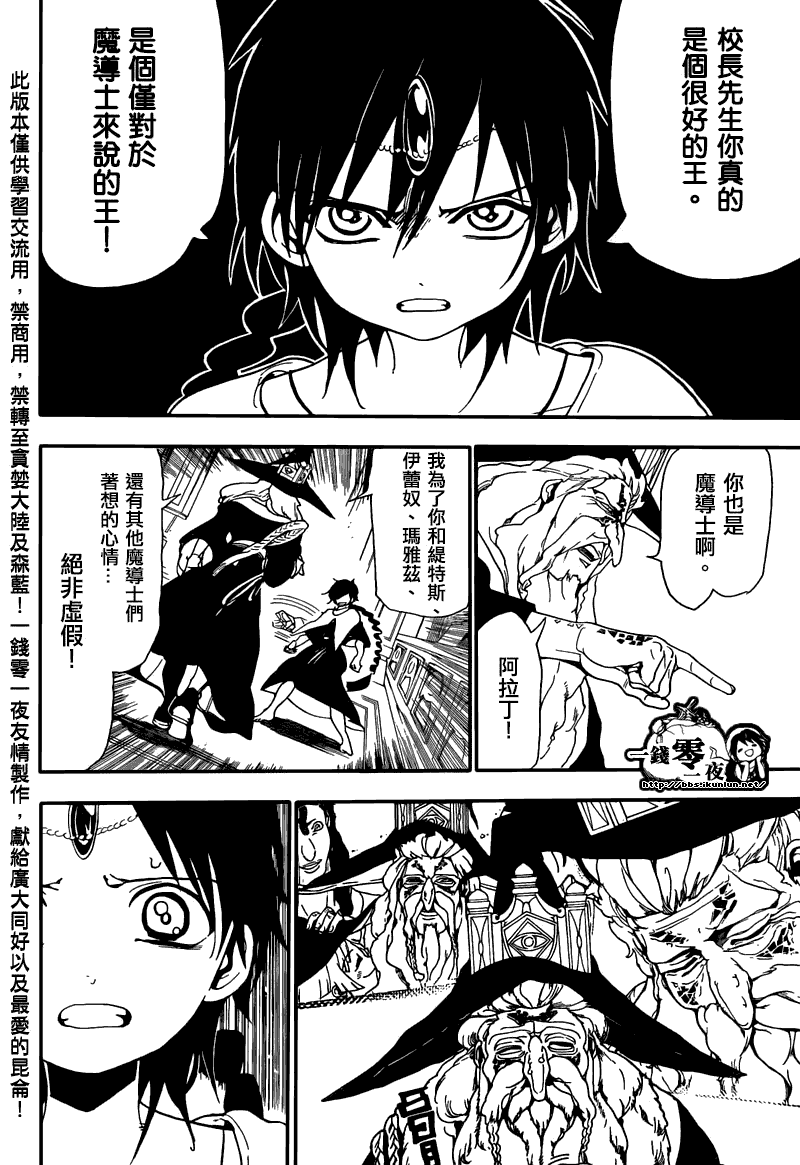 校長先生你真的
是個很好的王。
是個僅對於
魔導士來說的王！
你也是
魔導士啊。
阿拉丁！
我為了你和緹特斯、
伊蕾奴、瑪雅茲、
還有其他魔導士們
著想的心情…
絕非虛假！
一錢零一夜
http://bbs.ikunlun.net/
此版本僅供學習交流用，禁商用，禁轉至貪婪大陸及森藍！一錢零一夜友情製作，獻給廣大同好以及最愛的昆侖！